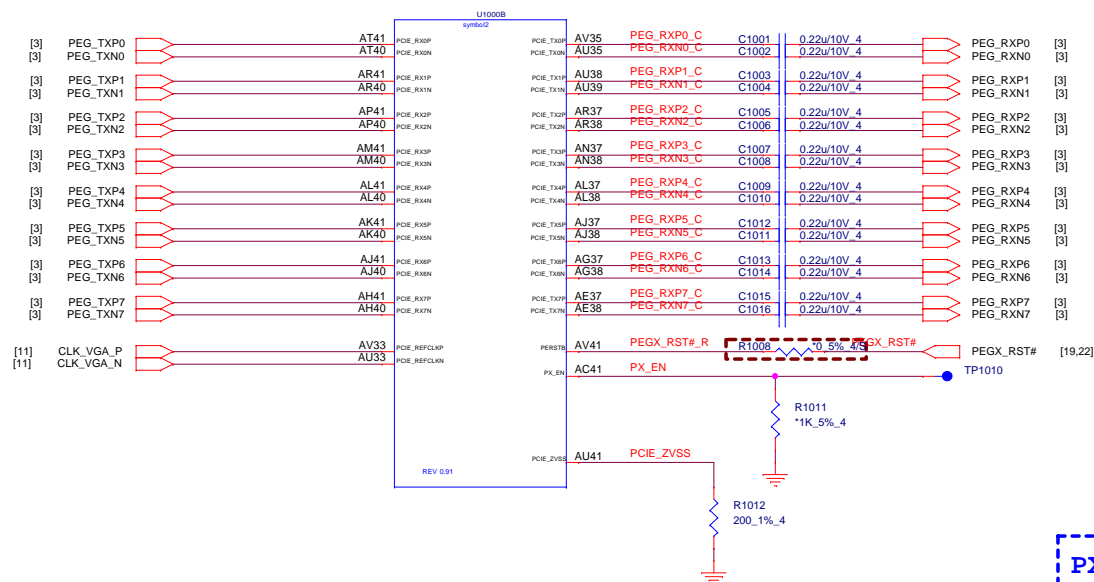 U1000B
symbol2
[3] PEG_TXP0 AT41 PCIE_RX0P PCIE_TX0P AV35 PEG_RXP0_C C1001 0.22u/10V_4 PEG_RXP0 [3]
[3] PEG_TXN0 AT40 PCIE_RX0N PCIE_TX0N AU35 PEG_RXN0_C C1002 0.22u/10V_4 PEG_RXN0 [3]
[3] PEG_TXP1 AR41 PCIE_RX1P PCIE_TX1P AU38 PEG_RXP1_C C1003 0.22u/10V_4 PEG_RXP1 [3]
[3] PEG_TXN1 AR40 PCIE_RX1N PCIE_TX1N AU39 PEG_RXN1_C C1004 0.22u/10V_4 PEG_RXN1 [3]
[3] PEG_TXP2 AP41 PCIE_RX2P PCIE_TX2P AR37 PEG_RXP2_C C1005 0.22u/10V_4 PEG_RXP2 [3]
[3] PEG_TXN2 AP40 PCIE_RX2N PCIE_TX2N AR38 PEG_RXN2_C C1006 0.22u/10V_4 PEG_RXN2 [3]
[3] PEG_TXP3 AM41 PCIE_RX3P PCIE_TX3P AN37 PEG_RXP3_C C1007 0.22u/10V_4 PEG_RXP3 [3]
[3] PEG_TXN3 AM40 PCIE_RX3N PCIE_TX3N AN38 PEG_RXN3_C C1008 0.22u/10V_4 PEG_RXN3 [3]
[3] PEG_TXP4 AL41 PCIE_RX4P PCIE_TX4P AL37 PEG_RXP4_C C1009 0.22u/10V_4 PEG_RXP4 [3]
[3] PEG_TXN4 AL40 PCIE_RX4N PCIE_TX4N AL38 PEG_RXN4_C C1010 0.22u/10V_4 PEG_RXN4 [3]
[3] PEG_TXP5 AK41 PCIE_RX5P PCIE_TX5P AJ37 PEG_RXP5_C C1012 0.22u/10V_4 PEG_RXP5 [3]
[3] PEG_TXN5 AK40 PCIE_RX5N PCIE_TX5N AJ38 PEG_RXN5_C C1011 0.22u/10V_4 PEG_RXN5 [3]
[3] PEG_TXP6 AJ41 PCIE_RX6P PCIE_TX6P AG37 PEG_RXP6_C C1013 0.22u/10V_4 PEG_RXP6 [3]
[3] PEG_TXN6 AJ40 PCIE_RX6N PCIE_TX6N AG38 PEG_RXN6_C C1014 0.22u/10V_4 PEG_RXN6 [3]
[3] PEG_TXP7 AH41 PCIE_RX7P PCIE_TX7P AE37 PEG_RXP7_C C1015 0.22u/10V_4 PEG_RXP7 [3]
[3] PEG_TXN7 AH40 PCIE_RX7N PCIE_TX7N AE38 PEG_RXN7_C C1016 0.22u/10V_4 PEG_RXN7 [3]
[11] CLK_VGA_P AV33 PCIE_REFCLKP PERSTB AV41 PEGX_RST#_R R1008 *0_5%_4/S PEGX_RST# [19,22]
[11] CLK_VGA_N AU33 PCIE_REFCLKN
PX_EN AC41 PX_EN TP1010
R1011
*1K_5%_4
PCIE_ZVSS AU41 PCIE_ZVSS
REV 0.91
R1012
200_1%_4